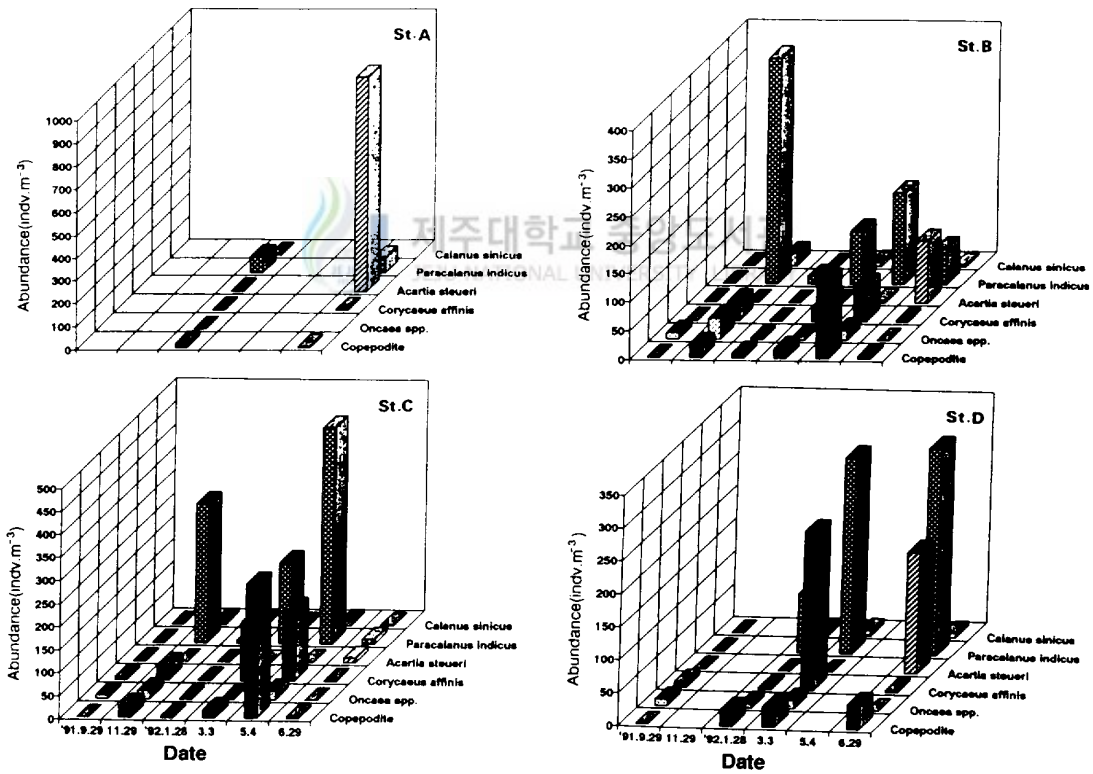 St.A
Abundance(indv.m-3)
1000
900
800
700
600
500
400
300
200
100
0
Calanus sinicus
Paracalanus indicus
Acartia steueri
Corycaeus affinis
Oncaea spp.
Copepodite
St.B
Abundance(indv.m-3)
400
350
300
250
200
150
100
50
0
Calanus sinicus
Paracalanus indicus
Acartia steueri
Corycaeus affinis
Oncaea spp.
Copepodite
제주대학교 중앙도서관
NATIONAL UNIVERSITY
St.C
Abundance(indv.m-3)
500
450
400
350
300
250
200
150
100
50
0
Calanus sinicus
Paracalanus indicus
Acartia steueri
Corycaeus affinis
Oncaea spp.
Copepodite
'91.9.29 11.29 '92.1.28 3.3 5.4 6.29
Date
St.D
Abundance(indv.m-3)
350
300
250
200
150
100
50
0
Calanus sinicus
Paracalanus indicus
Acartia steueri
Corycaeus affinis
Oncaea spp.
Copepodite
'91.9.29 11.29 '92.1.28 3.3 5.4 6.29
Date